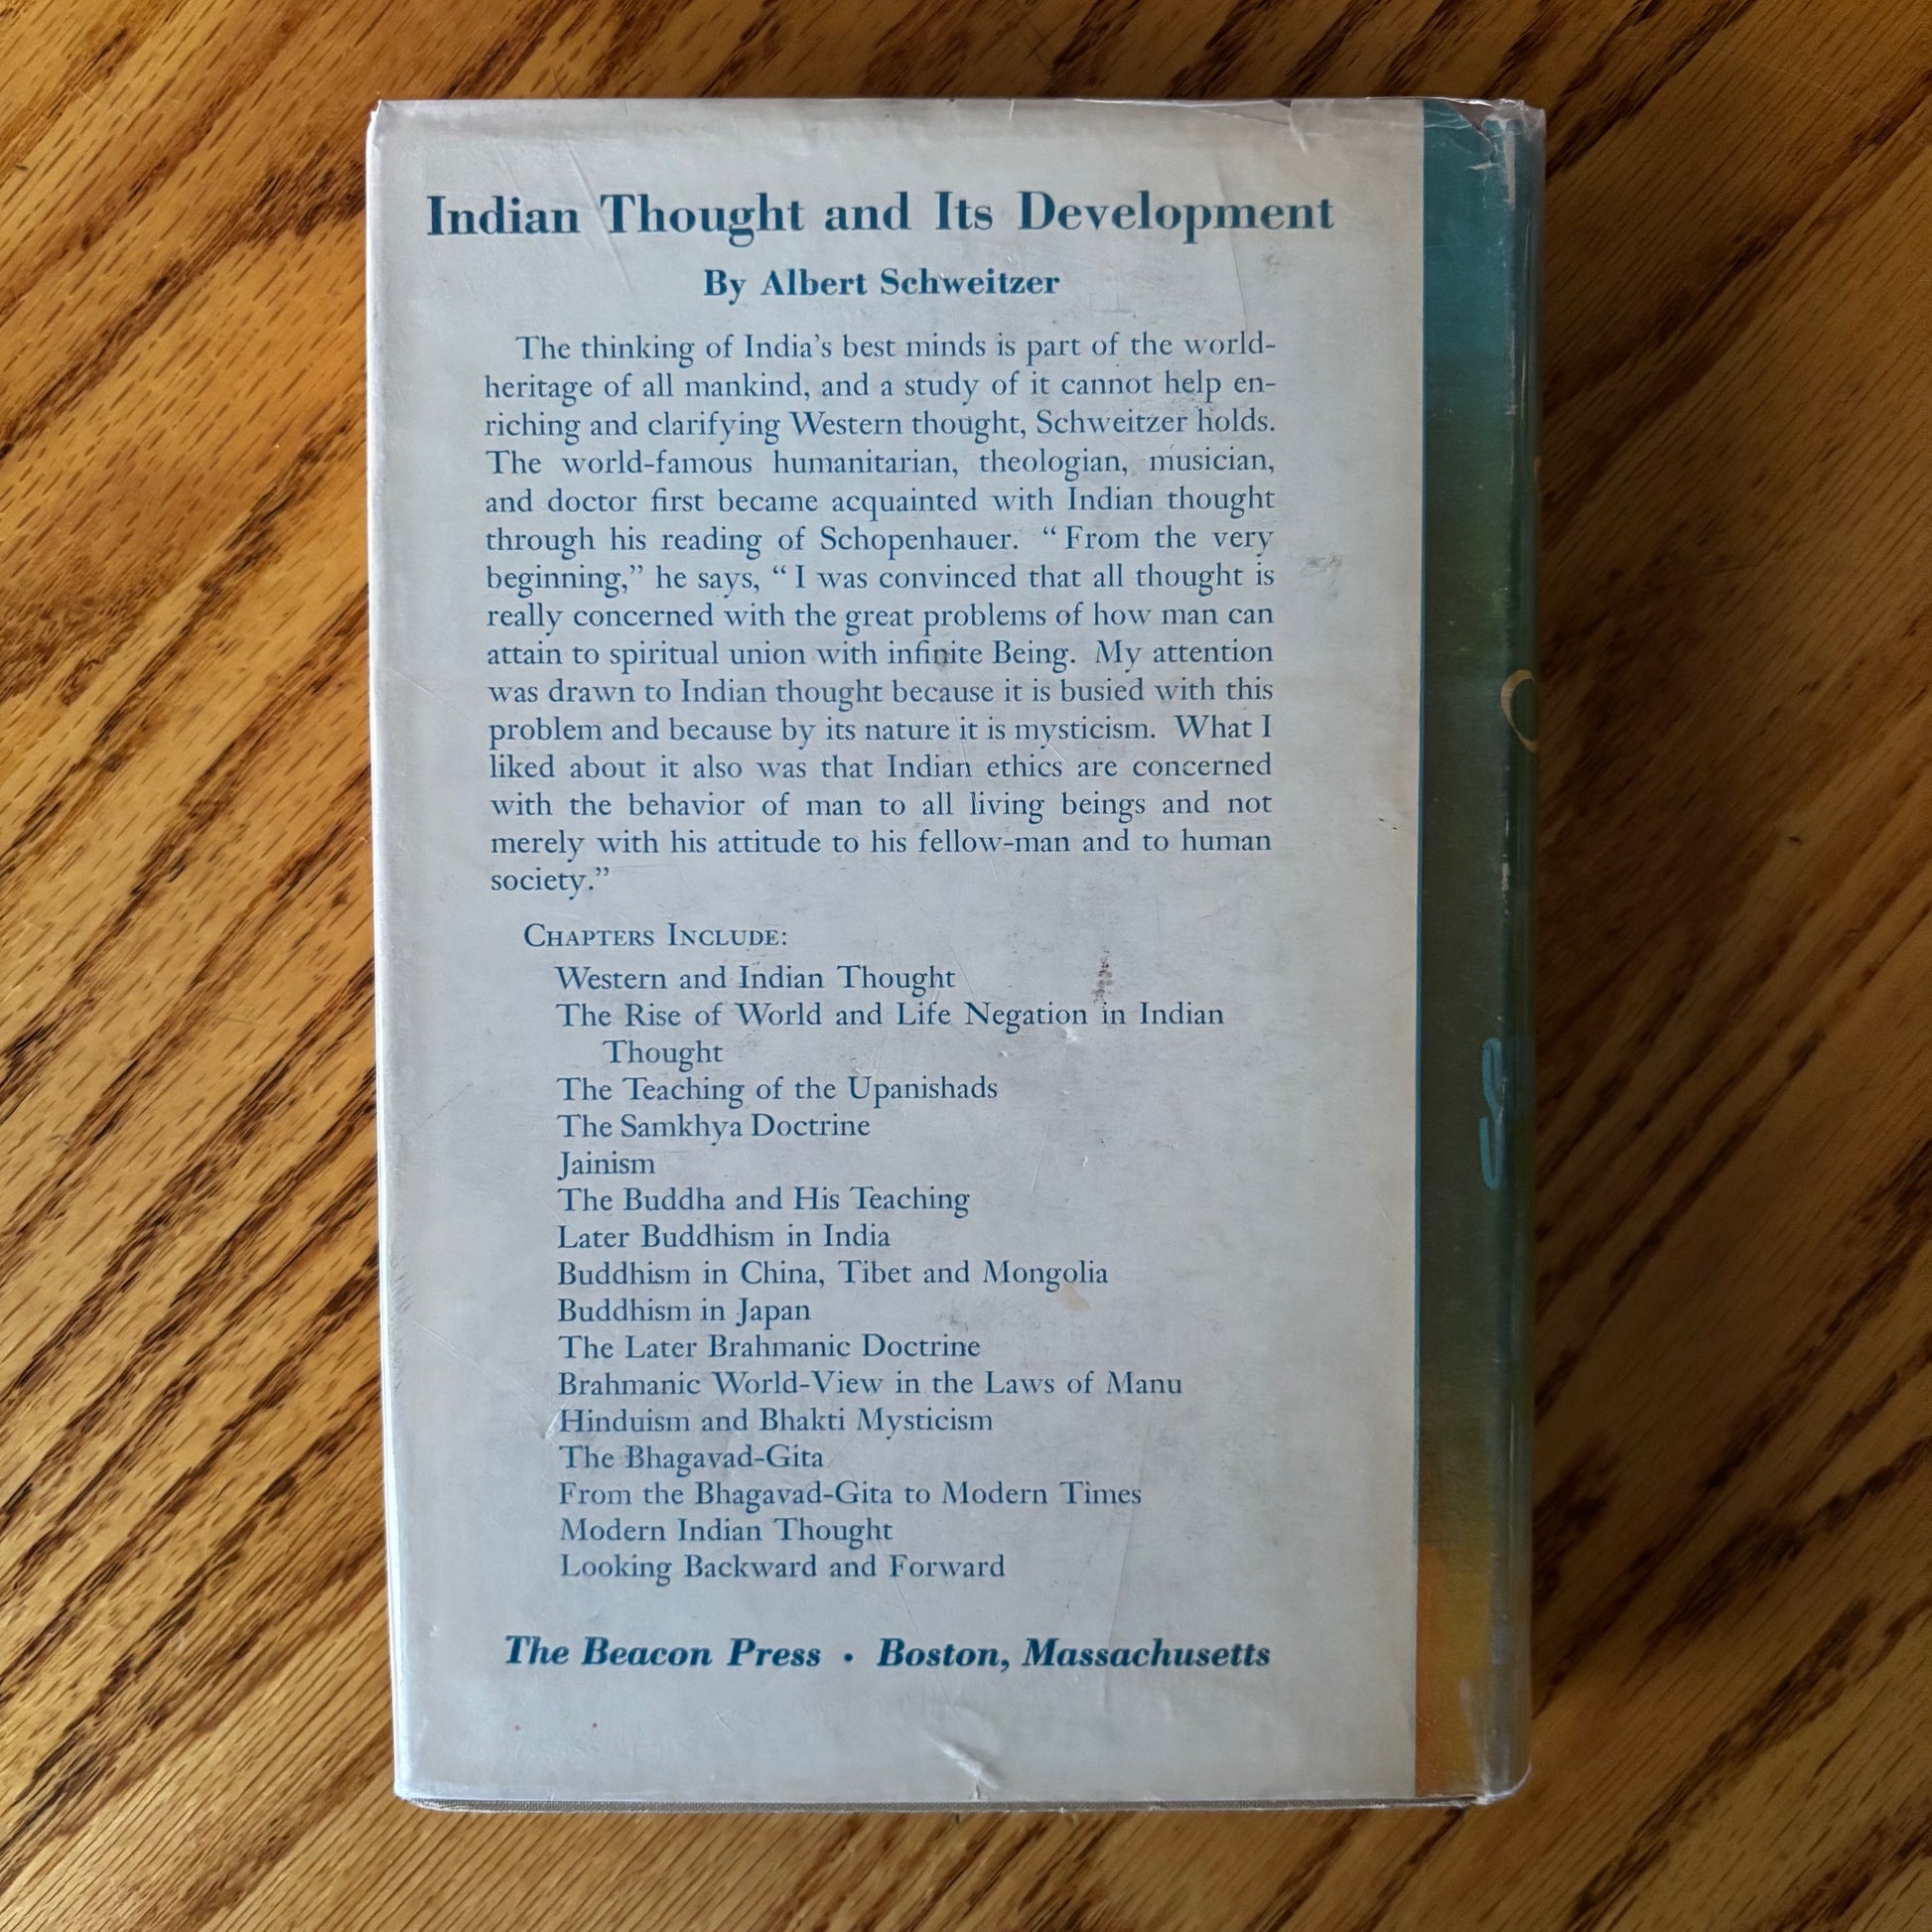 Indian Thought and Its Development
By Albert Schweitzer
The thinking of India's best minds is part of the world-
heritage of all mankind, and a study of it cannot help en-
riching and clarifying Western thought, Schweitzer holds.
The world-famous humanitarian, theologian, musician,
and doctor first became acquainted with Indian thought
through his reading of Schopenhauer. “From the very
beginning,” he says, “I was convinced that all thought is
really concerned with the great problems of how man can
attain to spiritual union with infinite Being. My attention
was drawn to Indian thought because it is busied with this
problem and because by its nature it is mysticism. What I
liked about it also was that Indian ethics are concerned
with the behavior of man to all living beings and not
merely with his attitude to his fellow-man and to human
society.”
CHAPTERS INCLUDE:
Western and Indian Thought
The Rise of World and Life Negation in Indian
Thought
The Teaching of the Upanishads
The Samkhya Doctrine
Jainism
The Buddha and His Teaching
Later Buddhism in India
Buddhism in China, Tibet and Mongolia
Buddhism in Japan
The Later Brahmanic Doctrine
Brahmanic World-View in the Laws of Manu
Hinduism and Bhakti Mysticism
The Bhagavad-Gita
From the Bhagavad-Gita to Modern Times
Modern Indian Thought
Looking Backward and Forward
The Beacon Press • Boston, Massachusetts